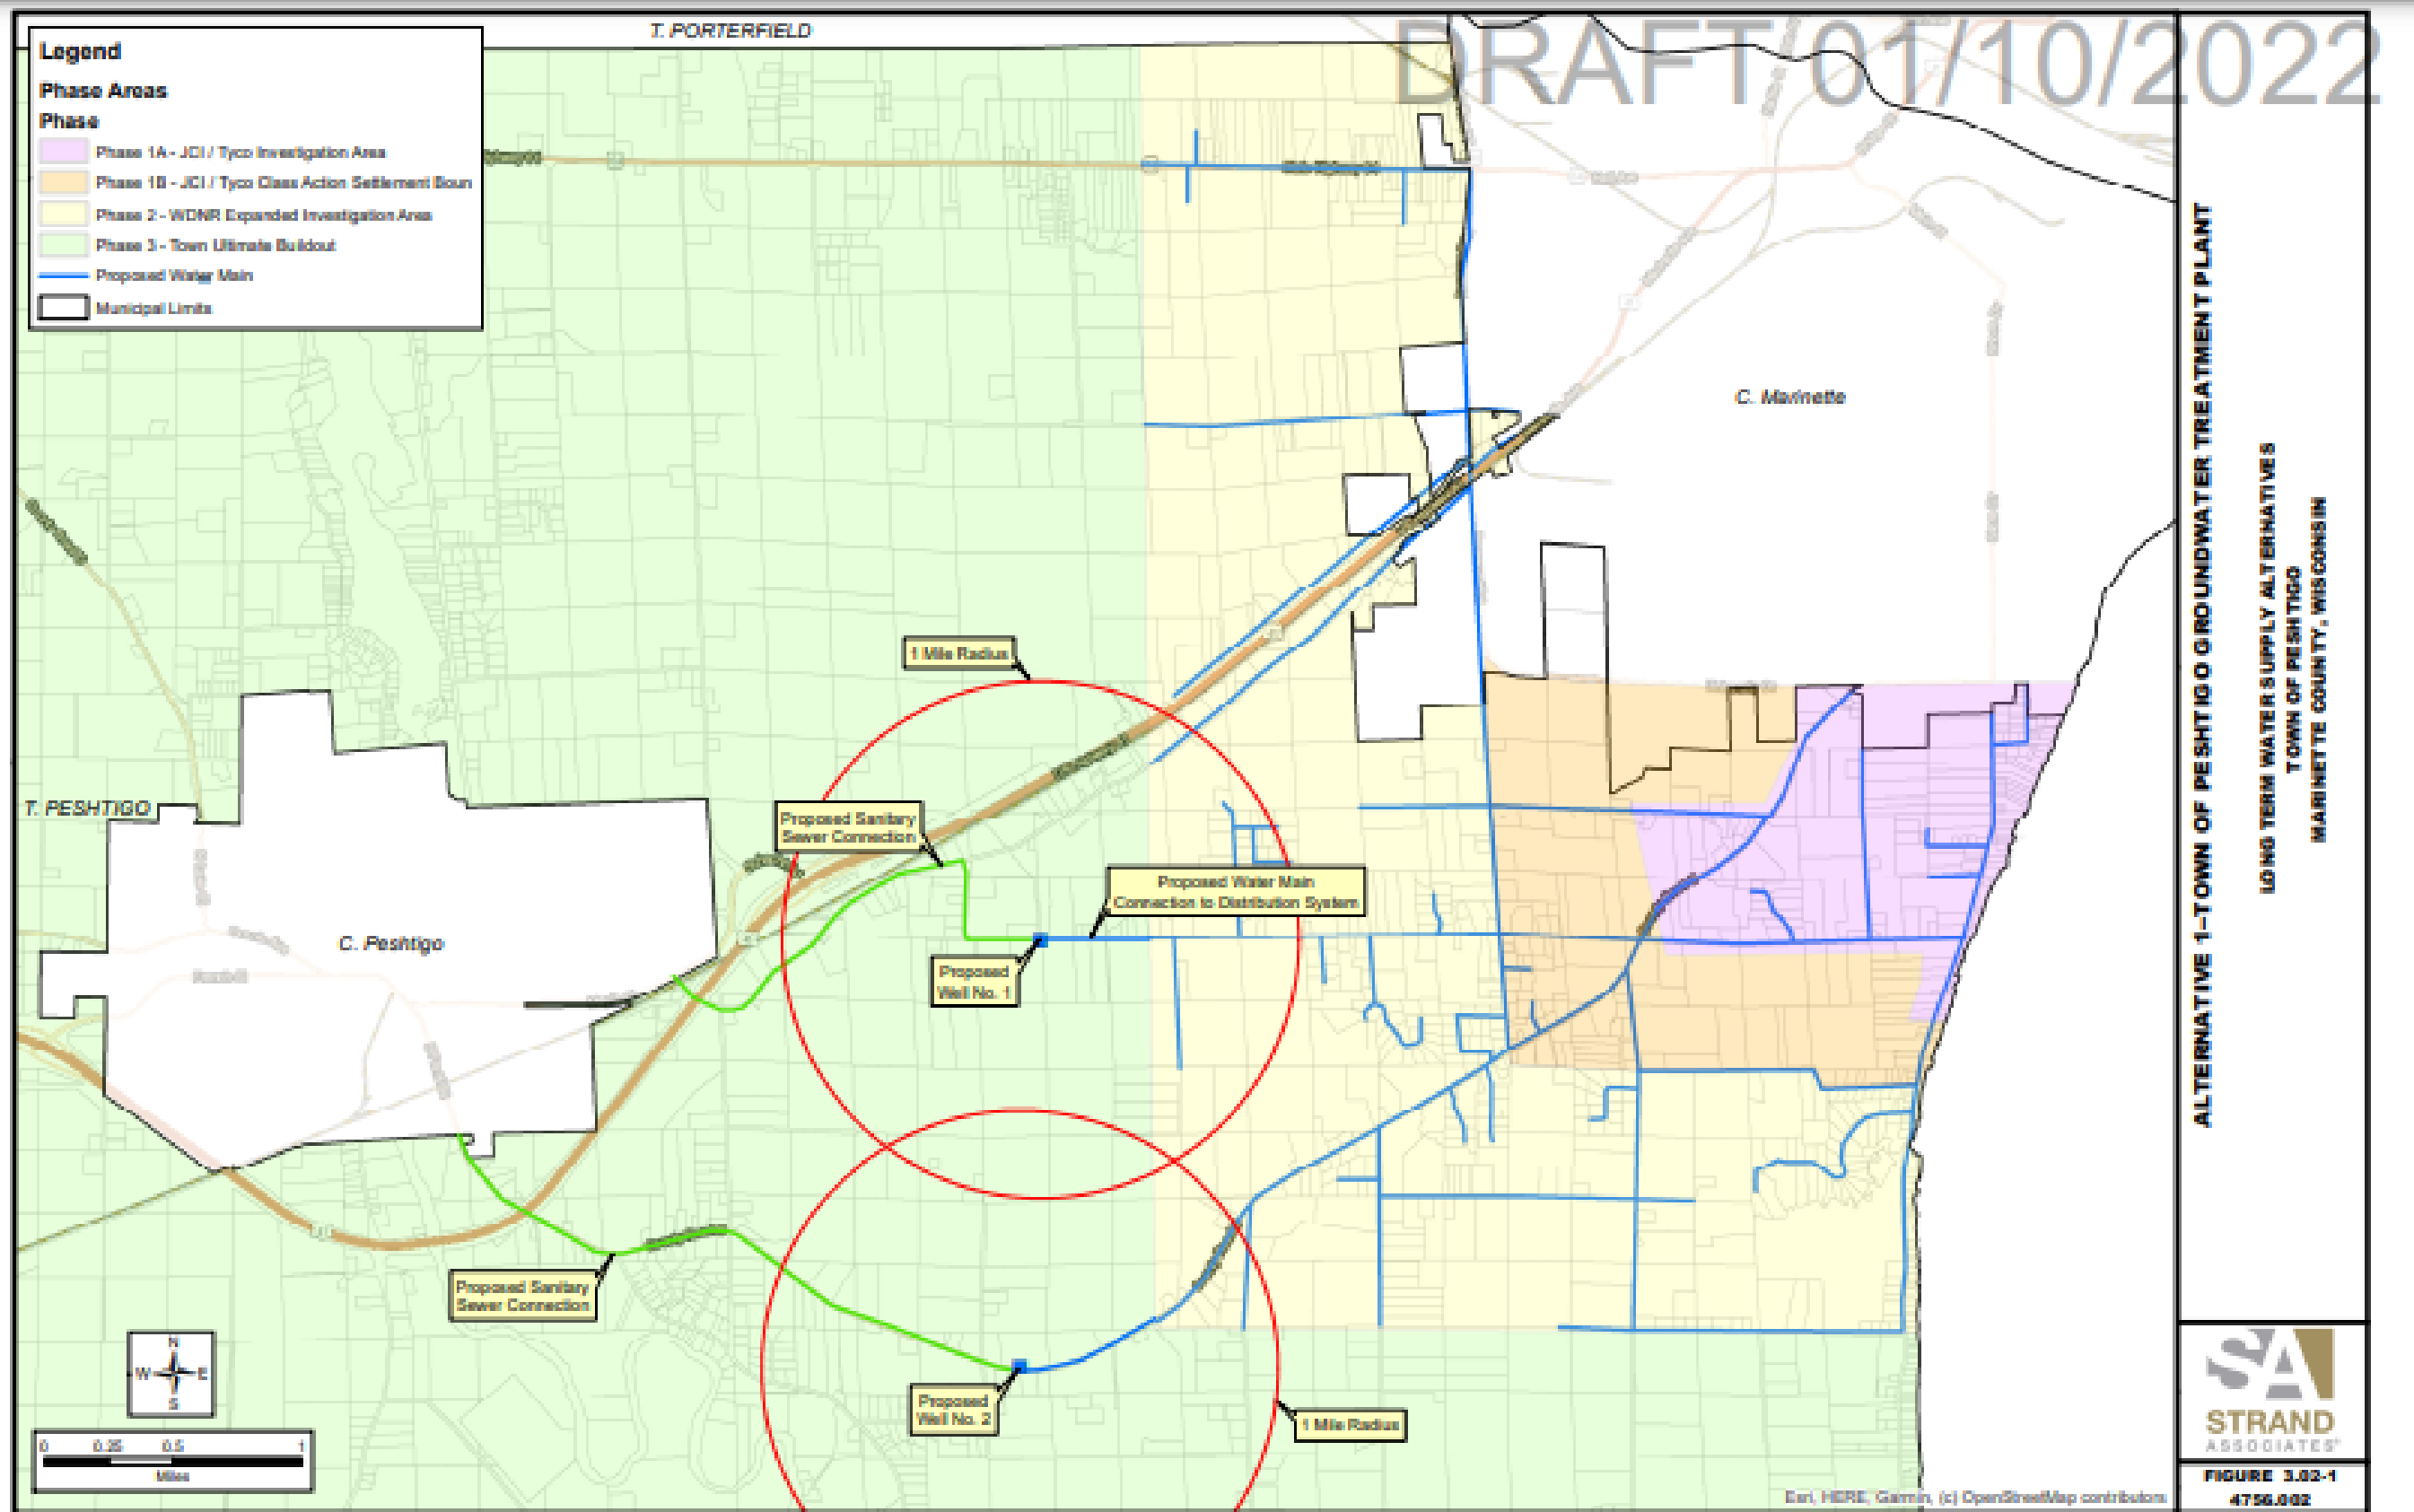 DRAFT 01/10/2022
T. PORTERFIELD
Legend
Phase Areas
Phase
Phase 1A - JCI / Tyco Investigation Area
Phase 1B - JCI / Tyco Class Action Settlement Boun
Phase 2 - WDNR Expanded Investigation Area
Phase 3 - Town Ultimate Buildout
Proposed Water Main
Municipal Limits
C. Marinette
1 Mile Radius
T. PESHTIGO
Proposed Sanitary
Sewer Connection
Proposed Water Main
Connection to Distribution System
C. Peshtigo
Proposed
Well No. 1
Proposed Sanitary
Sewer Connection
Proposed
Well No. 2
1 Mile Radius
N
W E
S
0 0.25 0.5 1
Miles
Esri, HERE, Garmin, (c) OpenStreetMap contributors
ALTERNATIVE 1–TOWN OF PESHTIGO GROUNDWATER TREATMENT PLANT
LONG TERM WATER SUPPLY ALTERNATIVES
TOWN OF PESHTIGO
MARINETTE COUNTY, WISCONSIN
SA
STRAND
ASSOCIATES®
FIGURE 3.02-1
4756.002